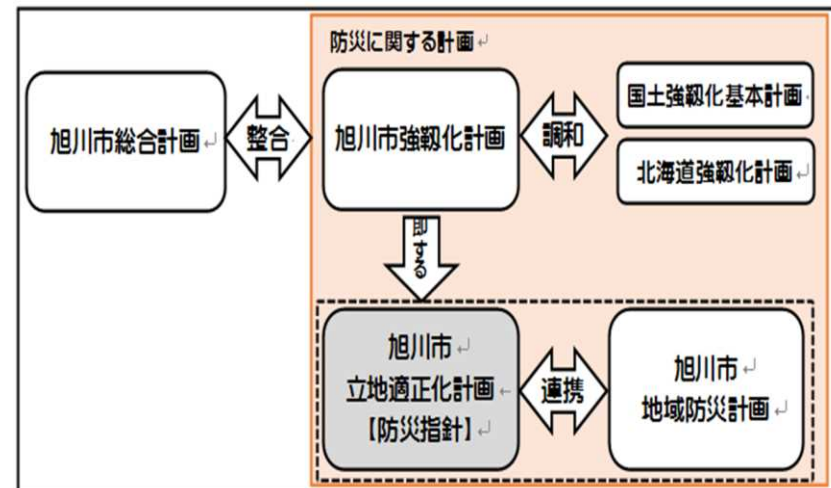 防災に関する計画
旭川市総合計画
整合
旭川市強靱化計画
調和
国土強靱化基本計画
北海道強靱化計画
即する
旭川市
立地適正化計画
【防災指針】
連携
旭川市
地域防災計画